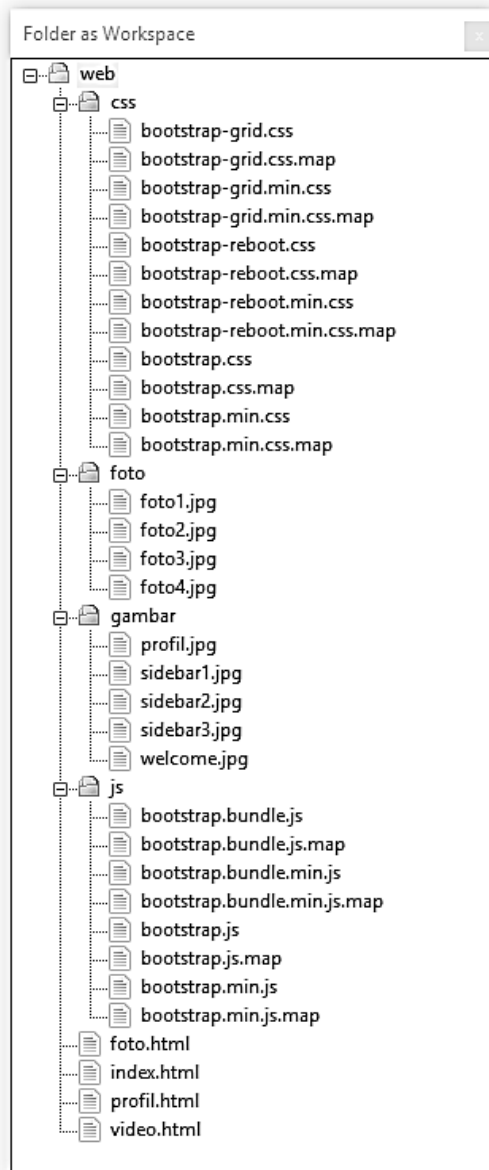 Folder as Workspace
x
web
css
bootstrap-grid.css
bootstrap-grid.css.map
bootstrap-grid.min.css
bootstrap-grid.min.css.map
bootstrap-reboot.css
bootstrap-reboot.css.map
bootstrap-reboot.min.css
bootstrap-reboot.min.css.map
bootstrap.css
bootstrap.css.map
bootstrap.min.css
bootstrap.min.css.map
foto
foto1.jpg
foto2.jpg
foto3.jpg
foto4.jpg
gambar
profil.jpg
sidebar1.jpg
sidebar2.jpg
sidebar3.jpg
welcome.jpg
js
bootstrap.bundle.js
bootstrap.bundle.js.map
bootstrap.bundle.min.js
bootstrap.bundle.min.js.map
bootstrap.js
bootstrap.js.map
bootstrap.min.js
bootstrap.min.js.map
foto.html
index.html
profil.html
video.html